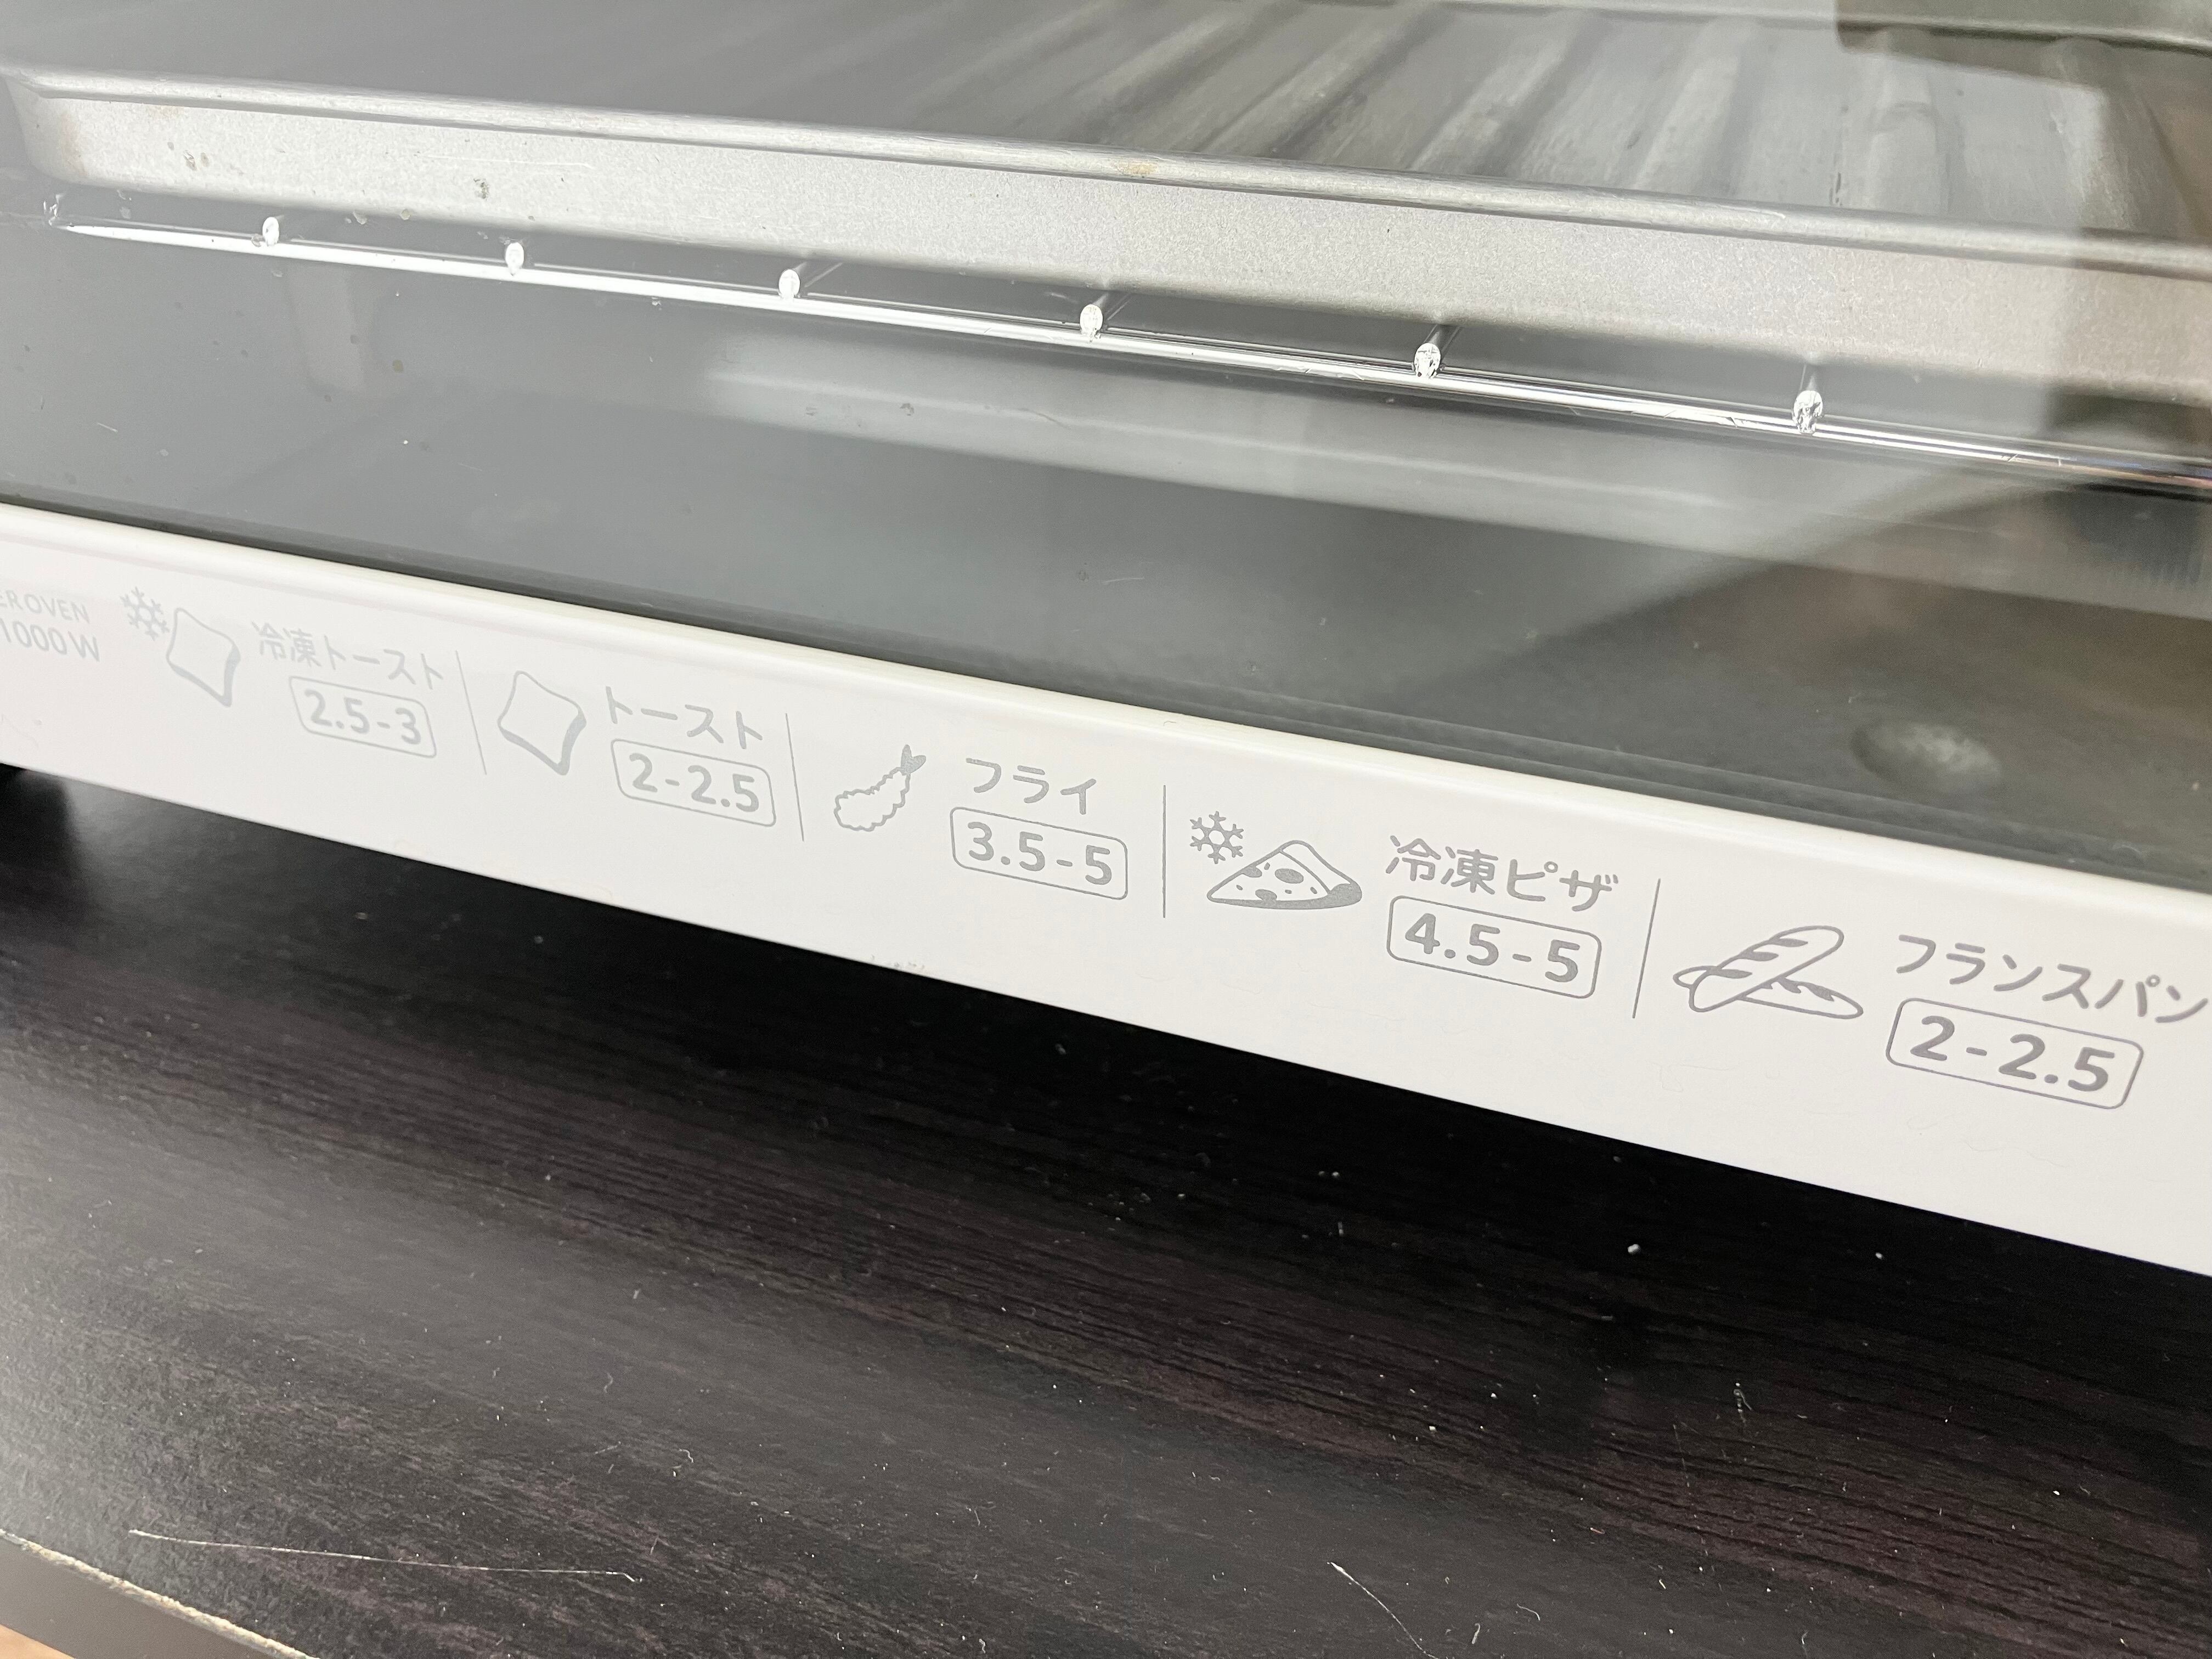 EROVEN
1000W
冷凍トースト
2.5-3
トースト
2-2.5
フライ
3.5-5
冷凍ピザ
4.5-5
フランスパン
2-2.5